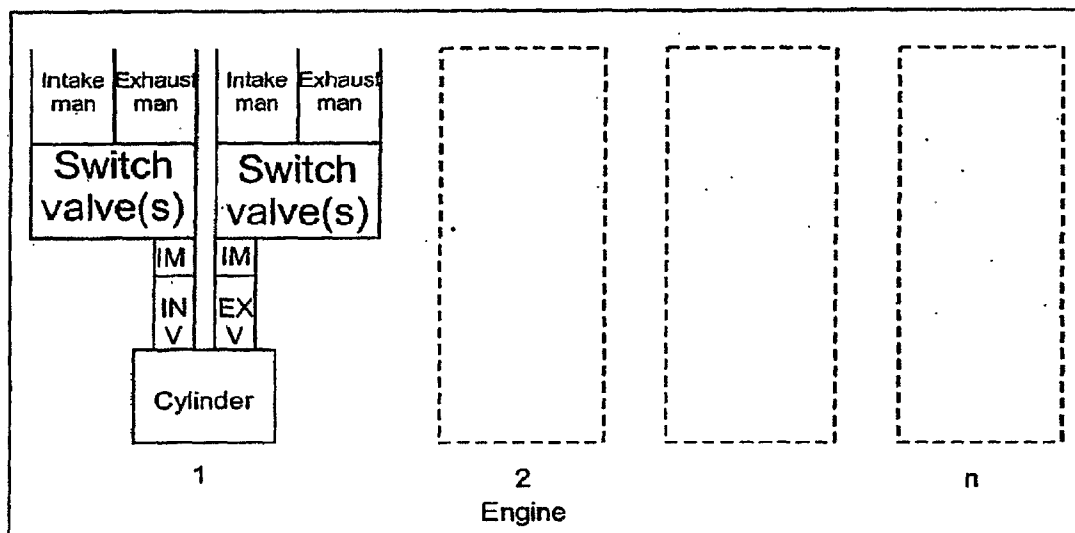 Intake Exhaust Intake Exhaust
man man man man
Switch Switch
valve(s) valve(s)
IM IM
IN EX
V V
Cylinder
1 2 n
Engine